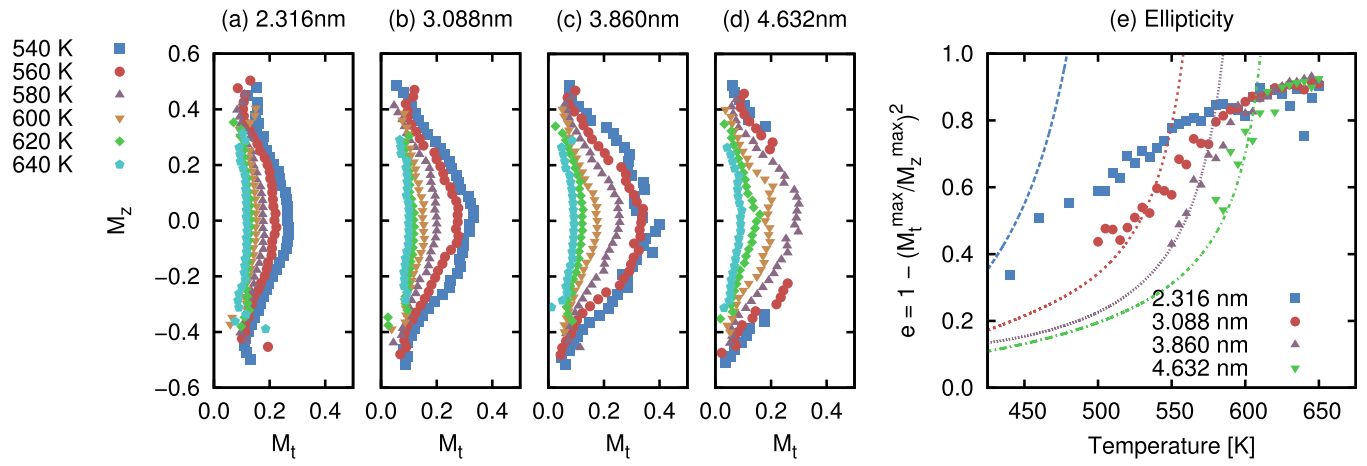 (a) 2.316nm
(b) 3.088nm
(c) 3.860nm
(d) 4.632nm
(e) Ellipticity
540 K
560 K
580 K
600 K
620 K
640 K
M_z
0.6
0.4
0.2
0.0
−0.2
−0.4
−0.6
0.0 0.2 0.4
0.0 0.2 0.4
0.0 0.2 0.4
0.0 0.2 0.4
M_t
M_t
M_t
M_t
e = 1 − (M_t^max/M_z^max)^2
1.0
0.8
0.6
0.4
0.2
0.0
2.316 nm
3.088 nm
3.860 nm
4.632 nm
450 500 550 600 650
Temperature [K]